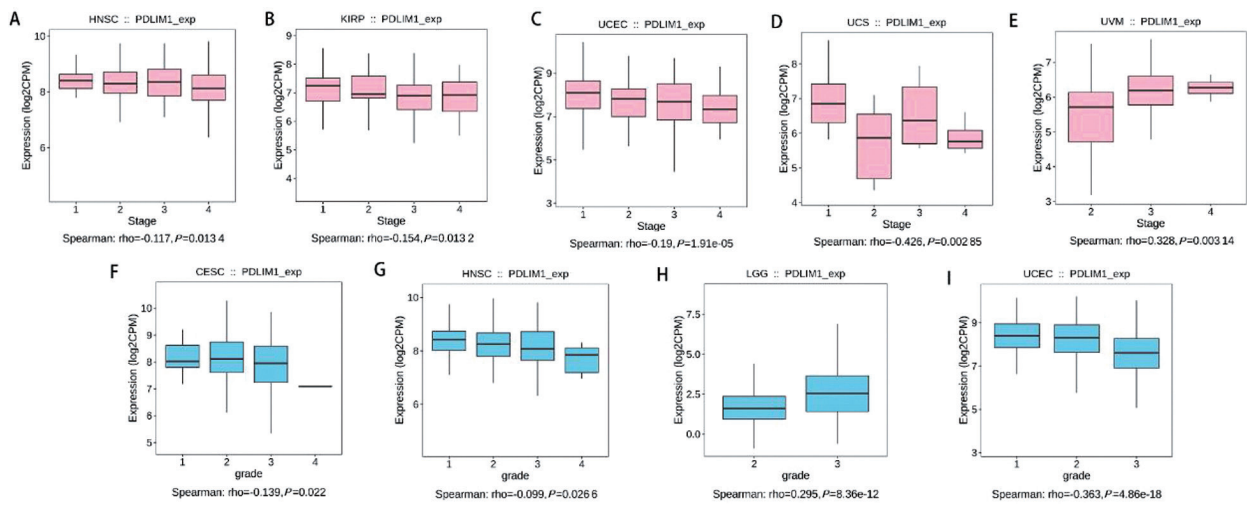 A
HNSC :: PDLIM1_exp
Expression (log2CPM)
10
8
6
1 2 3 4
Stage
Spearman: rho=-0.117, P=0.013 4
B
KIRP :: PDLIM1_exp
Expression (log2CPM)
9
8
7
6
5
4
1 2 3 4
Stage
Spearman: rho=-0.154, P=0.013 2
C
UCEC :: PDLIM1_exp
Expression (log2CPM)
9
7
5
3
1 2 3 4
Stage
Spearman: rho=-0.19, P=1.91e-05
D
UCS :: PDLIM1_exp
Expression (log2CPM)
8
7
6
5
4
1 2 3 4
Stage
Spearman: rho=-0.426, P=0.002 85
E
UVM :: PDLIM1_exp
Expression (log2CPM)
7
6
5
4
3
2 3 4
Stage
Spearman: rho=0.328, P=0.003 14
F
CESC :: PDLIM1_exp
Expression (log2CPM)
10
9
8
7
6
5
1 2 3 4
grade
Spearman: rho=-0.139, P=0.022
G
HNSC :: PDLIM1_exp
Expression (log2CPM)
10
8
6
1 2 3 4
grade
Spearman: rho=-0.099, P=0.026 6
H
LGG :: PDLIM1_exp
Expression (log2CPM)
7.5
5.0
2.5
0.0
2 3
grade
Spearman: rho=0.295, P=8.36e-12
I
UCEC :: PDLIM1_exp
Expression (log2CPM)
9
7
5
3
1 2 3
grade
Spearman: rho=-0.363, P=4.86e-18